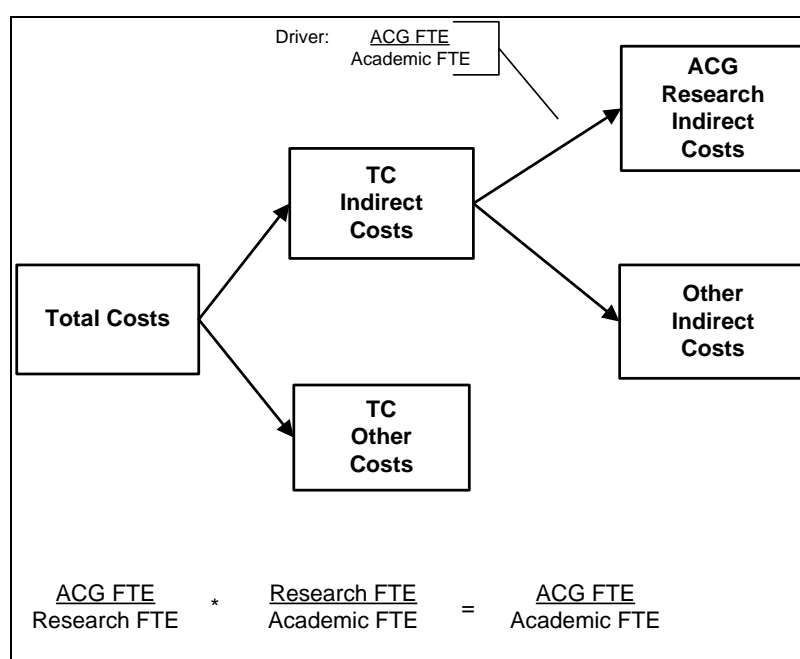 Driver: ACG FTE
Academic FTE
ACG
Research
Indirect
Costs
TC
Indirect
Costs
Total Costs
Other
Indirect
Costs
TC
Other
Costs
ACG FTE * Research FTE = ACG FTE
Research FTE Academic FTE Academic FTE